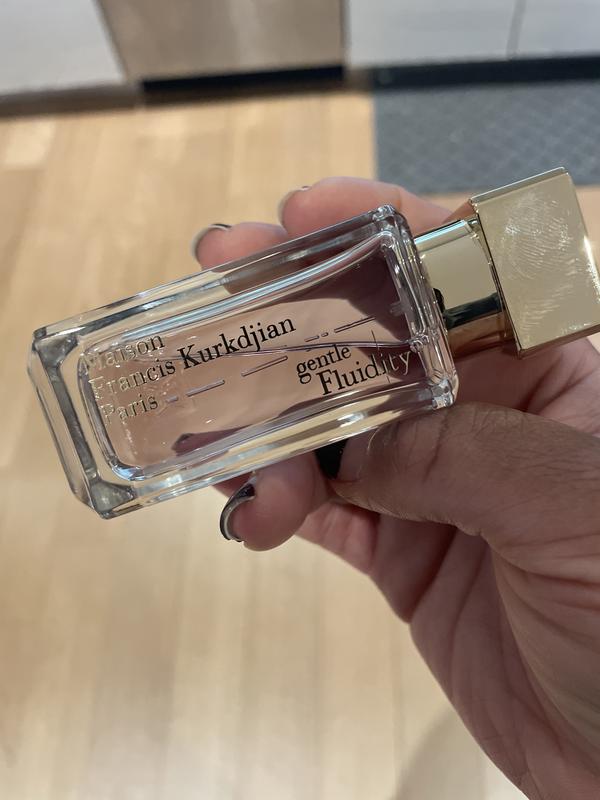 Maison
Francis Kurkdjian
Paris
gentle
Fluidity